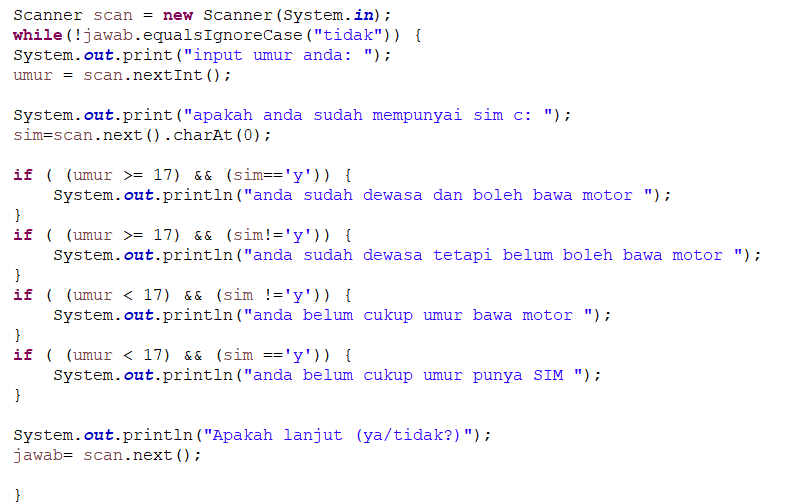 Scanner scan = new Scanner(System.in);
while(!jawab.equalsIgnoreCase("tidak")) {
System.out.print("input umur anda: ");
umur = scan.nextInt();
System.out.print("apakah anda sudah mempunyai sim c: ");
sim=scan.next().charAt(0);
if ( (umur >= 17) && (sim=='y')) {
    System.out.println("anda sudah dewasa dan boleh bawa motor ");
}
if ( (umur >= 17) && (sim!='y')) {
    System.out.println("anda sudah dewasa tetapi belum boleh bawa motor ");
}
if ( (umur < 17) && (sim !='y')) {
    System.out.println("anda belum cukup umur bawa motor ");
}
if ( (umur < 17) && (sim =='y')) {
    System.out.println("anda belum cukup umur punya SIM ");
}
System.out.println("Apakah lanjut (ya/tidak?)");
jawab= scan.next();
}